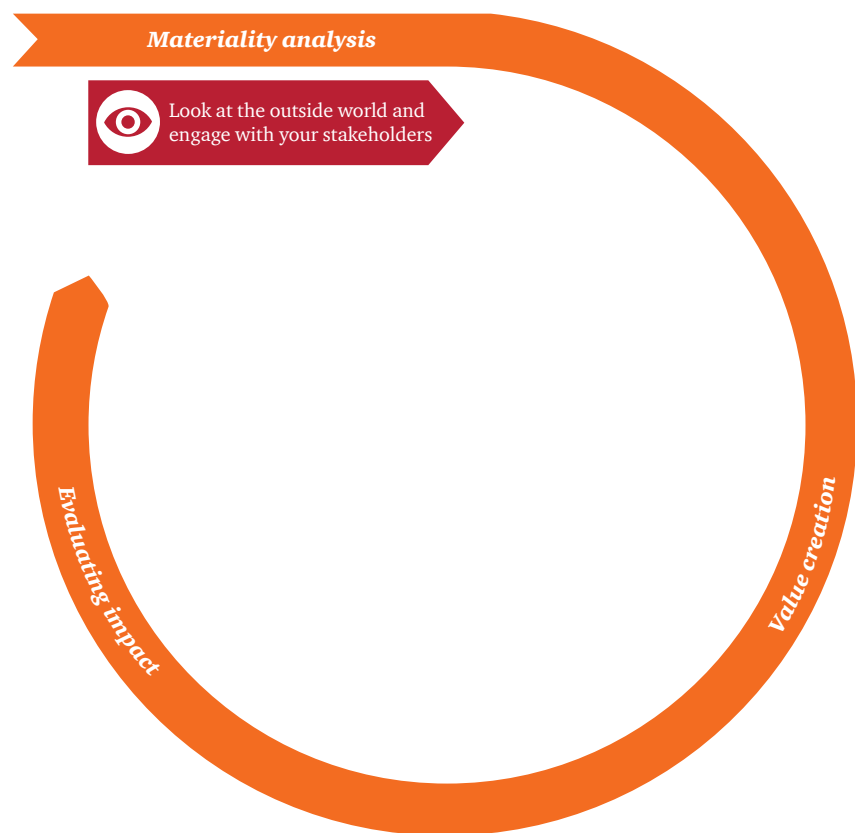 Materiality analysis
Look at the outside world and
engage with your stakeholders
Value creation
Evaluating impact